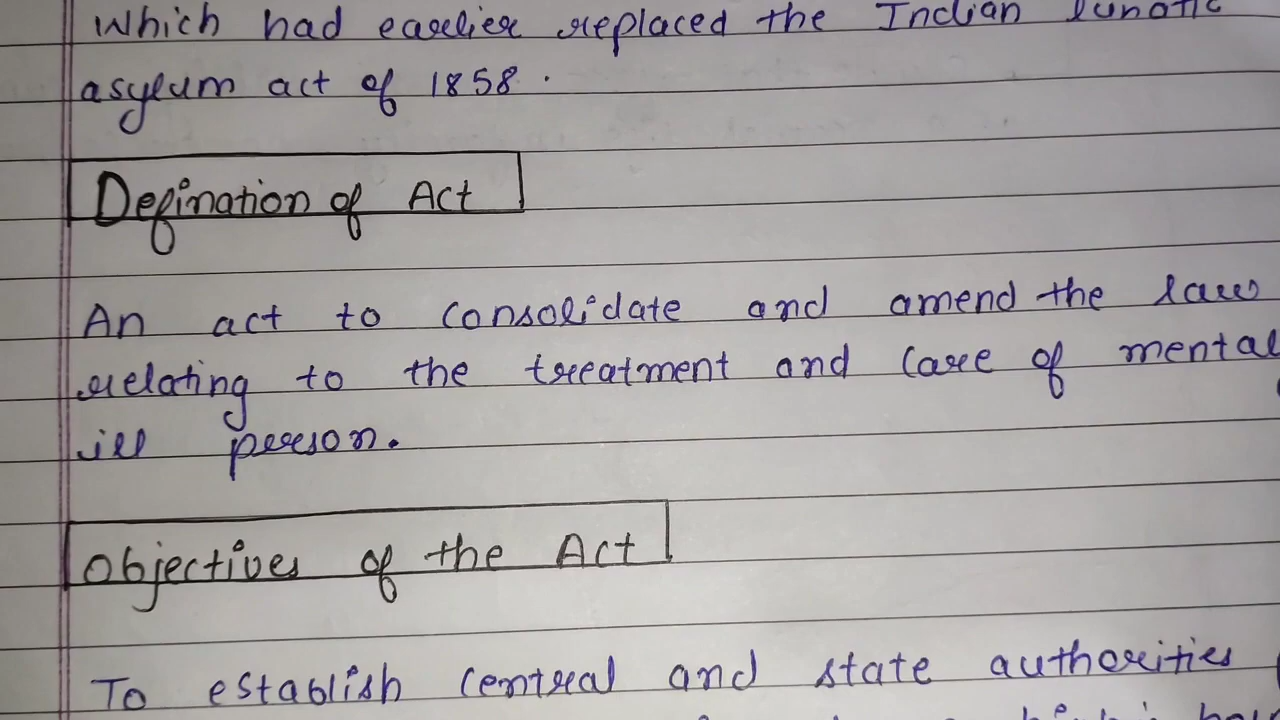 Which had earlier replaced the Indian lunatic
asylum act of 1858.
Defination of Act
An act to consolidate and amend the law
relating to the treatment and care of mental
ill person.
Objectives of the Act
To establish central and state authorities